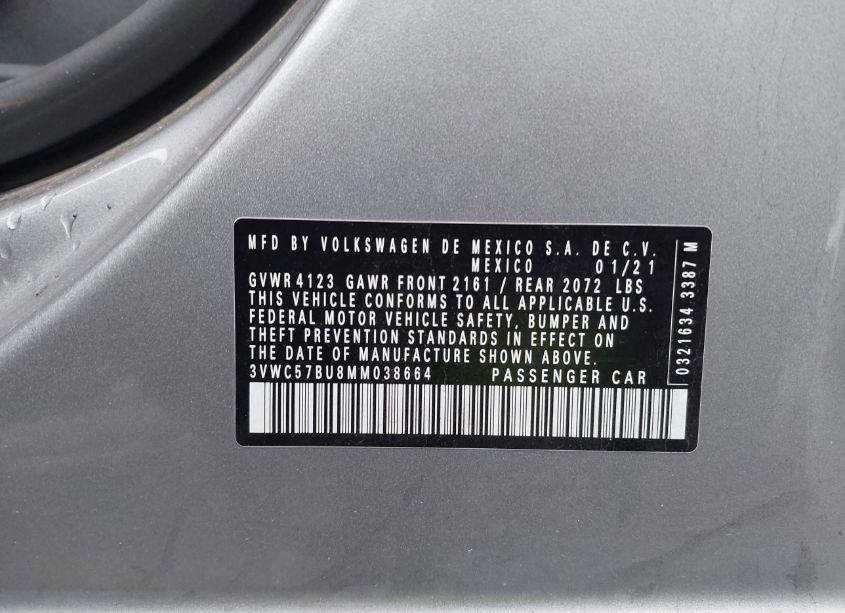 MFD BY VOLKSWAGEN DE MEXICO S.A. DE C.V.
MEXICO 01/21
GVWR 4123 GAWR FRONT 2161 / REAR 2072 LBS
THIS VEHICLE CONFORMS TO ALL APPLICABLE U.S.
FEDERAL MOTOR VEHICLE SAFETY, BUMPER AND
THEFT PREVENTION STANDARDS IN EFFECT ON
THE DATE OF MANUFACTURE SHOWN ABOVE.
3VWC57BU8MM038664 PASSENGER CAR
0321634 3387 M